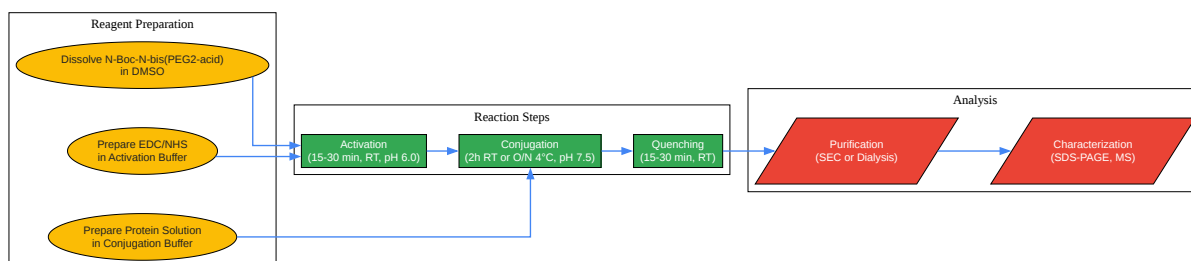 Reagent Preparation
Dissolve N-Boc-N-bis(PEG2-acid)
in DMSO
Prepare EDC/NHS
in Activation Buffer
Prepare Protein Solution
in Conjugation Buffer
Reaction Steps
Activation
(15-30 min, RT, pH 6.0)
Conjugation
(2h RT or O/N 4°C, pH 7.5)
Quenching
(15-30 min, RT)
Analysis
Purification
(SEC or Dialysis)
Characterization
(SDS-PAGE, MS)